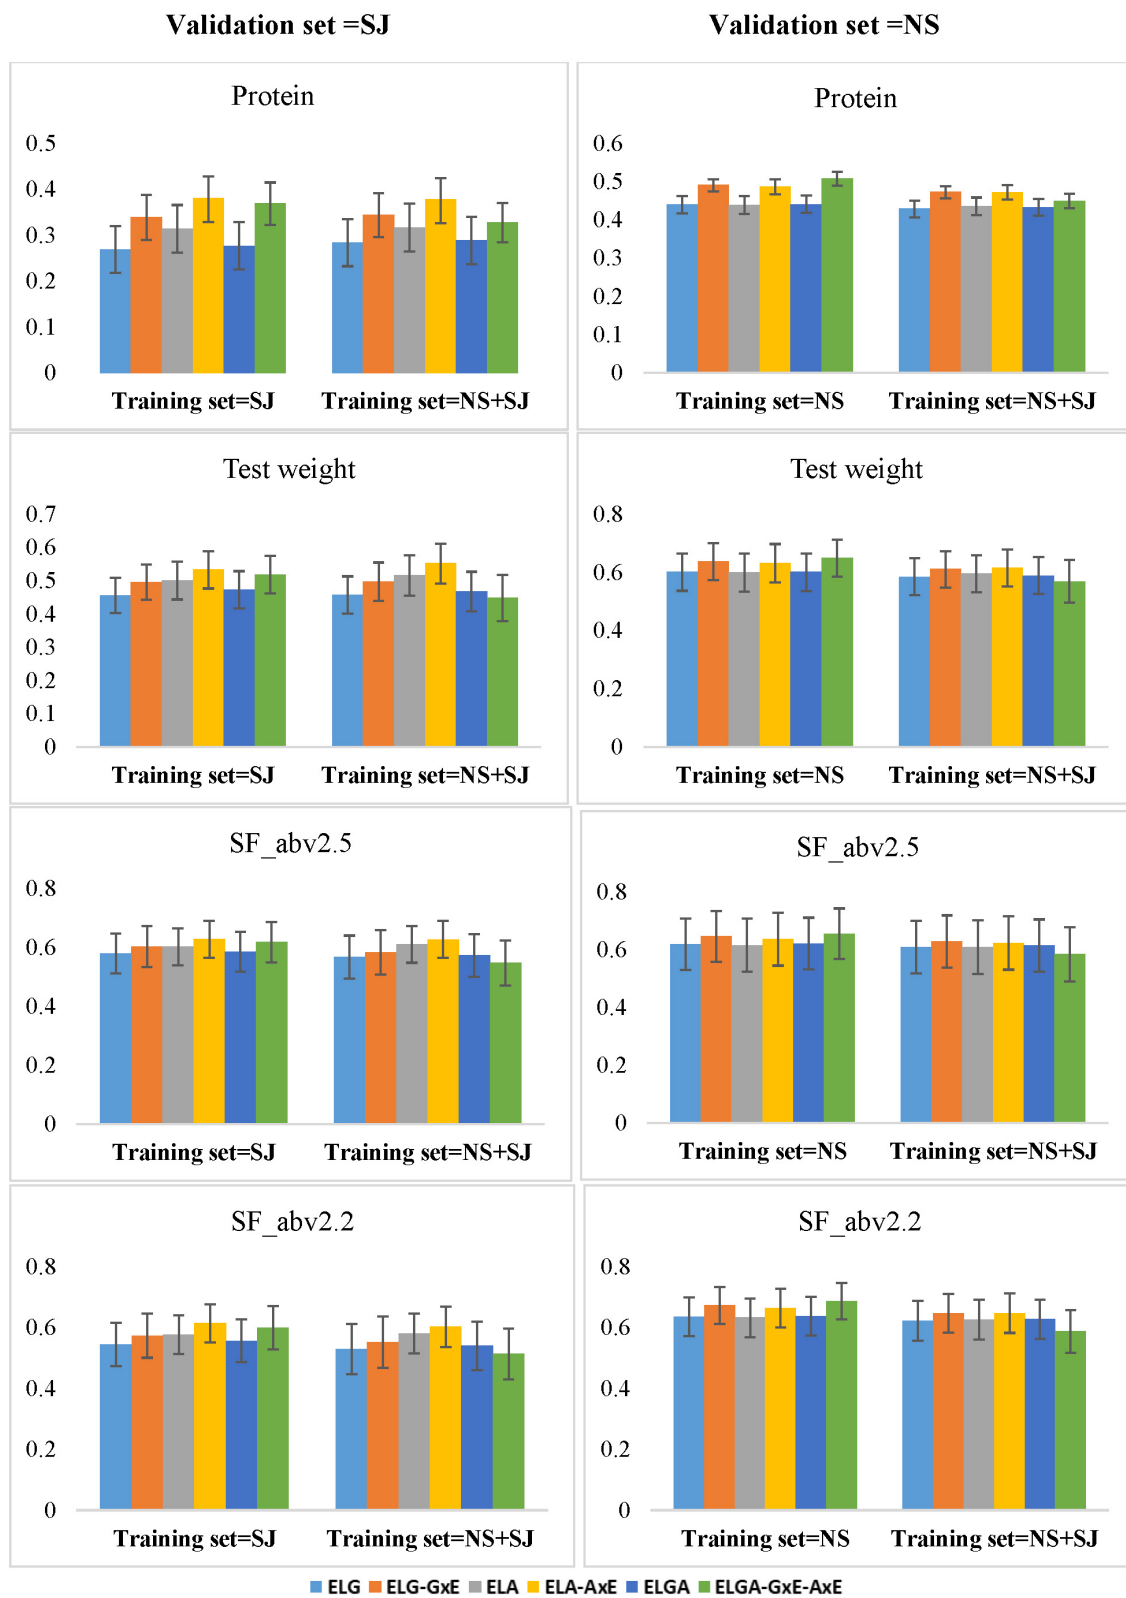 Validation set =SJ
Validation set =NS
Protein
0.5
0.4
0.3
0.2
0.1
0
Training set=SJ
Training set=NS+SJ
Protein
0.6
0.5
0.4
0.3
0.2
0.1
0
Training set=NS
Training set=NS+SJ
Test weight
0.7
0.6
0.5
0.4
0.3
0.2
0.1
0
Training set=SJ
Training set=NS+SJ
Test weight
0.8
0.6
0.4
0.2
0
Training set=NS
Training set=NS+SJ
SF_abv2.5
0.8
0.6
0.4
0.2
0
Training set=SJ
Training set=NS+SJ
SF_abv2.5
0.8
0.6
0.4
0.2
0
Training set=NS
Training set=NS+SJ
SF_abv2.2
0.8
0.6
0.4
0.2
0
Training set=SJ
Training set=NS+SJ
SF_abv2.2
0.8
0.6
0.4
0.2
0
Training set=NS
Training set=NS+SJ
ELG ELG-GxE ELA ELA-AxE ELGA ELGA-GxE-AxE